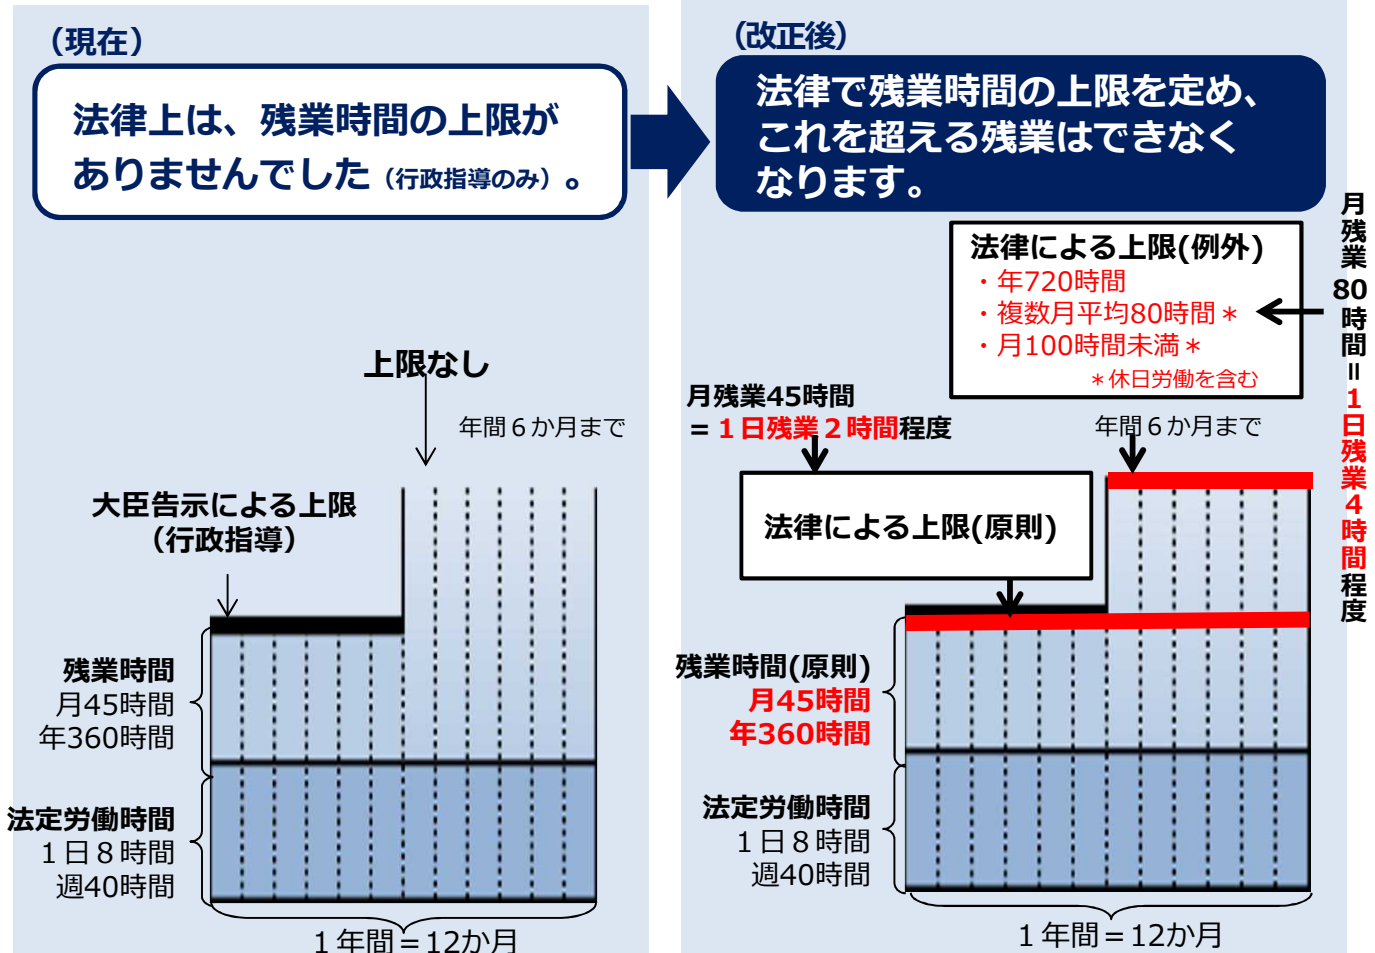 （現在）
法律上は、残業時間の上限が
ありませんでした（行政指導のみ）。
上限なし
年間６か月まで
大臣告示による上限
（行政指導）
残業時間
月45時間
年360時間
法定労働時間
１日８時間
週40時間
１年間＝12か月
（改正後）
法律で残業時間の上限を定め、
これを超える残業はできなく
なります。
法律による上限(例外)
・年720時間
・複数月平均80時間＊
・月100時間未満＊
＊休日労働を含む
月残業80時間＝１日残業４時間程度
月残業45時間
＝１日残業２時間程度
年間６か月まで
法律による上限(原則)
残業時間(原則)
月45時間
年360時間
法定労働時間
１日８時間
週40時間
１年間＝12か月